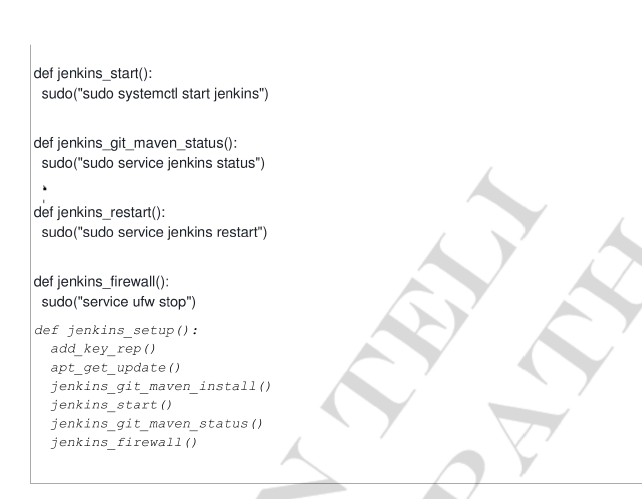 def jenkins_start():
  sudo("sudo systemctl start jenkins")
def jenkins_git_maven_status():
  sudo("sudo service jenkins status")
def jenkins_restart():
  sudo("sudo service jenkins restart")
def jenkins_firewall():
  sudo("service ufw stop")
def jenkins_setup():
  add_key_rep()
  apt_get_update()
  jenkins_git_maven_install()
  jenkins_start()
  jenkins_git_maven_status()
  jenkins_firewall()